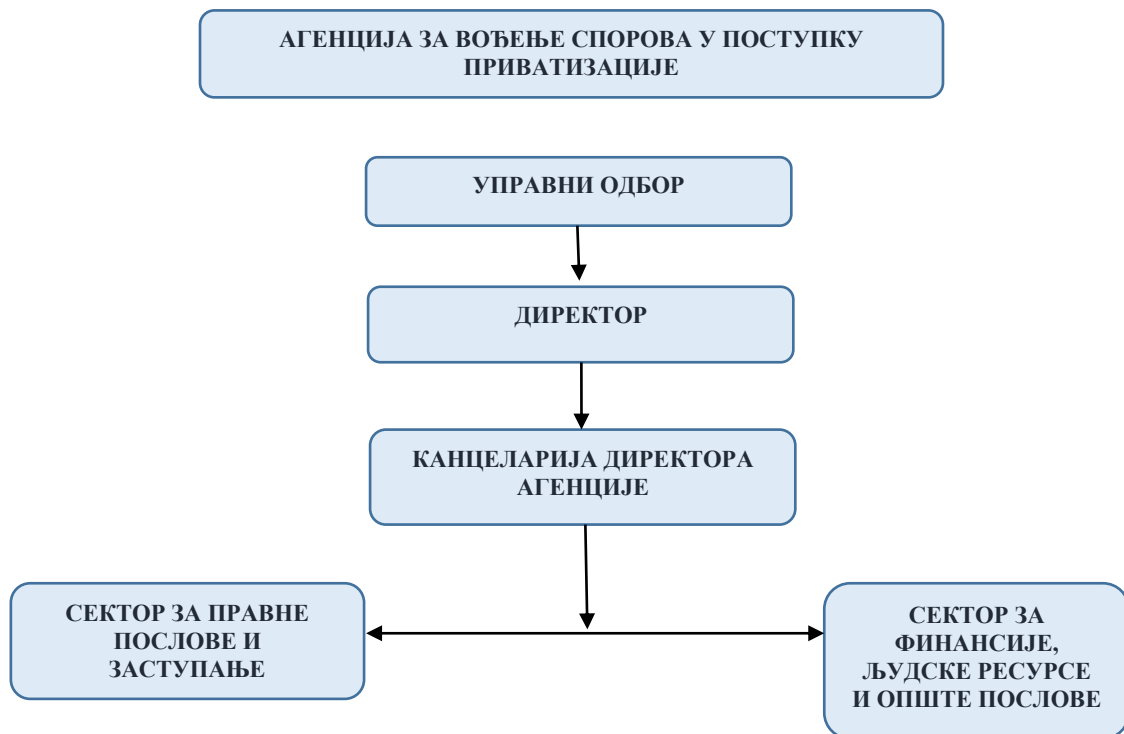 АГЕНЦИЈА ЗА ВОЂЕЊЕ СПОРОВА У ПОСТУПКУ
ПРИВАТИЗАЦИЈЕ
УПРАВНИ ОДБОР
ДИРЕКТОР
КАНЦЕЛАРИЈА ДИРЕКТОРА
АГЕНЦИЈЕ
СЕКТОР ЗА ПРАВНЕ
ПОСЛОВЕ И
ЗАСТУПАЊЕ
СЕКТОР ЗА
ФИНАНСИЈЕ,
ЉУДСКЕ РЕСУРСЕ
И ОПШТЕ ПОСЛОВЕ